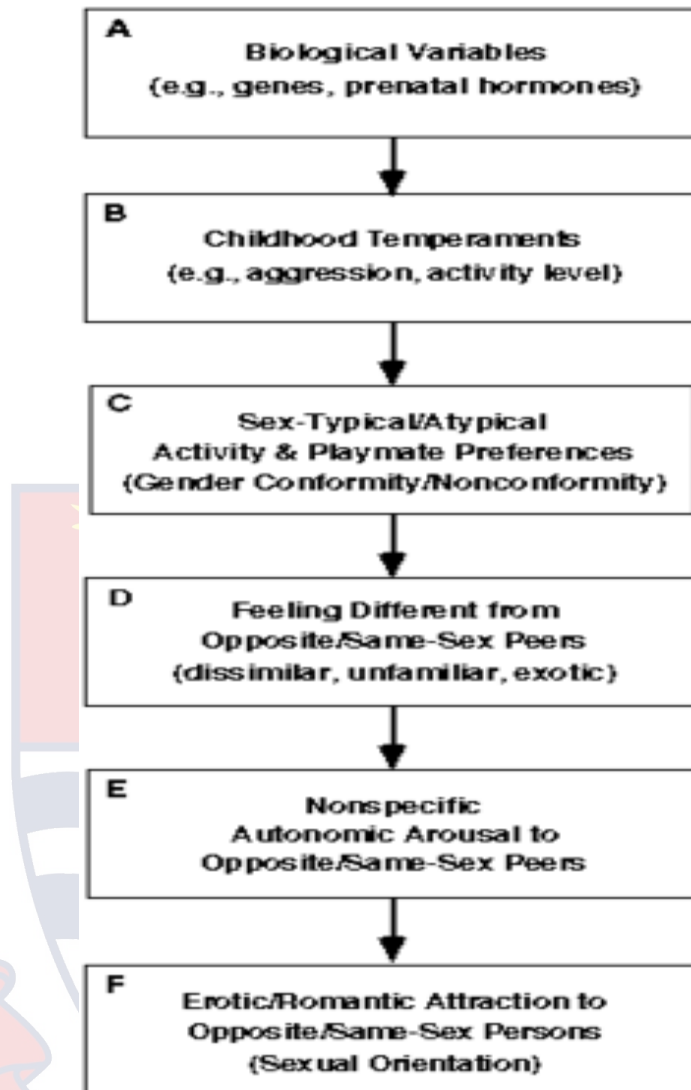 A
Biological Variables
(e.g., genes, prenatal hormones)
B
Childhood Temperaments
(e.g., aggression, activity level)
C
Sex-Typical/Atypical
Activity & Playmate Preferences
(Gender Conformity/Nonconformity)
D
Feeling Different from
Opposite/Same-Sex Peers
(dissimilar, unfamiliar, exotic)
E
Nonspecific
Autonomic Arousal to
Opposite/Same-Sex Peers
F
Erotic/Romantic Attraction to
Opposite/Same-Sex Persons
(Sexual Orientation)